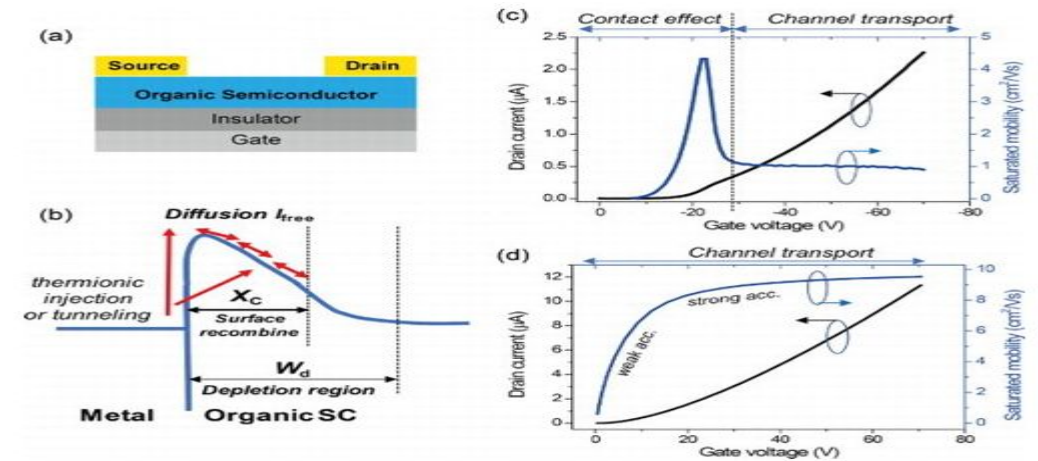 (a)
Source
Drain
Organic Semiconductor
Insulator
Gate
(b)
Diffusion Ifree
thermionic
injection
or tunneling
Xc
Surface
recombine
Wd
Depletion region
Metal
Organic SC
(c)
Contact effect
Channel transport
2.5
2.0
1.5
1.0
0.5
0.0
Drain current (μA)
5
4
3
2
1
0
Saturated mobility (cm²/Vs)
0
-20
-40
-60
-80
Gate voltage (V)
(d)
Channel transport
12
10
8
6
4
2
0
Drain current (μA)
strong acc.
weak acc.
10
8
6
4
2
0
Saturated mobility (cm²/Vs)
0
20
40
60
80
Gate voltage (V)